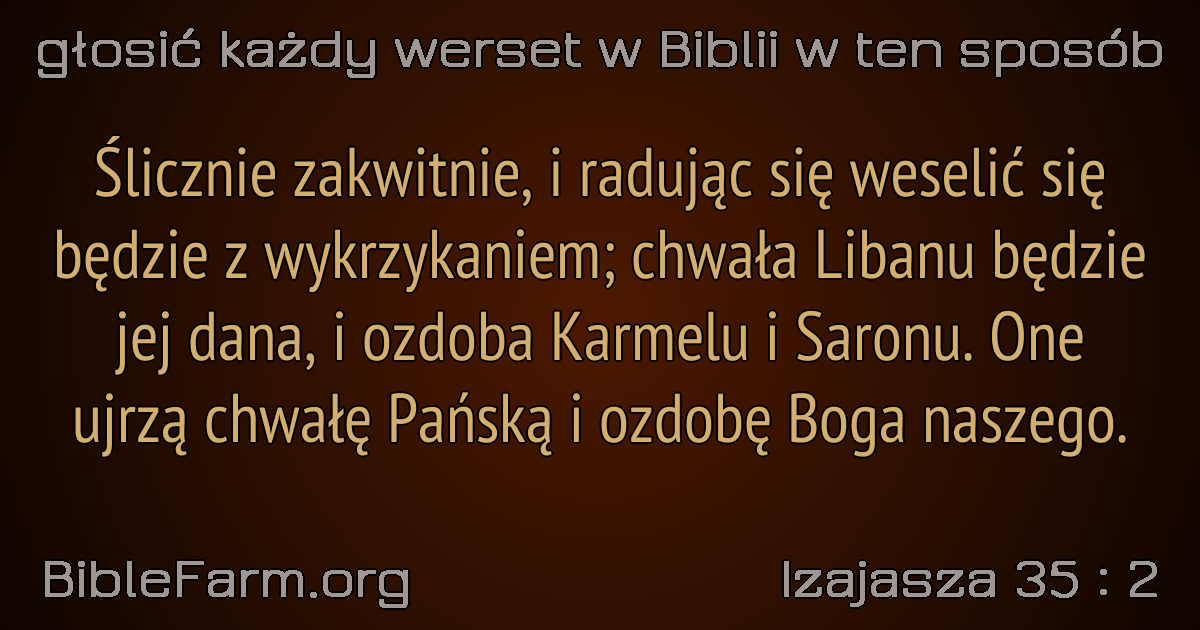 głosić każdy werset w Biblii w ten sposób
Ślicznie zakwitnie, i radując się weselić się
będzie z wykrzykaniem; chwała Libanu będzie
jej dana, i ozdoba Karmelu i Saronu. One
ujrzą chwałę Pańską i ozdobę Boga naszego.
BibleFarm.org
Izajasza 35 : 2